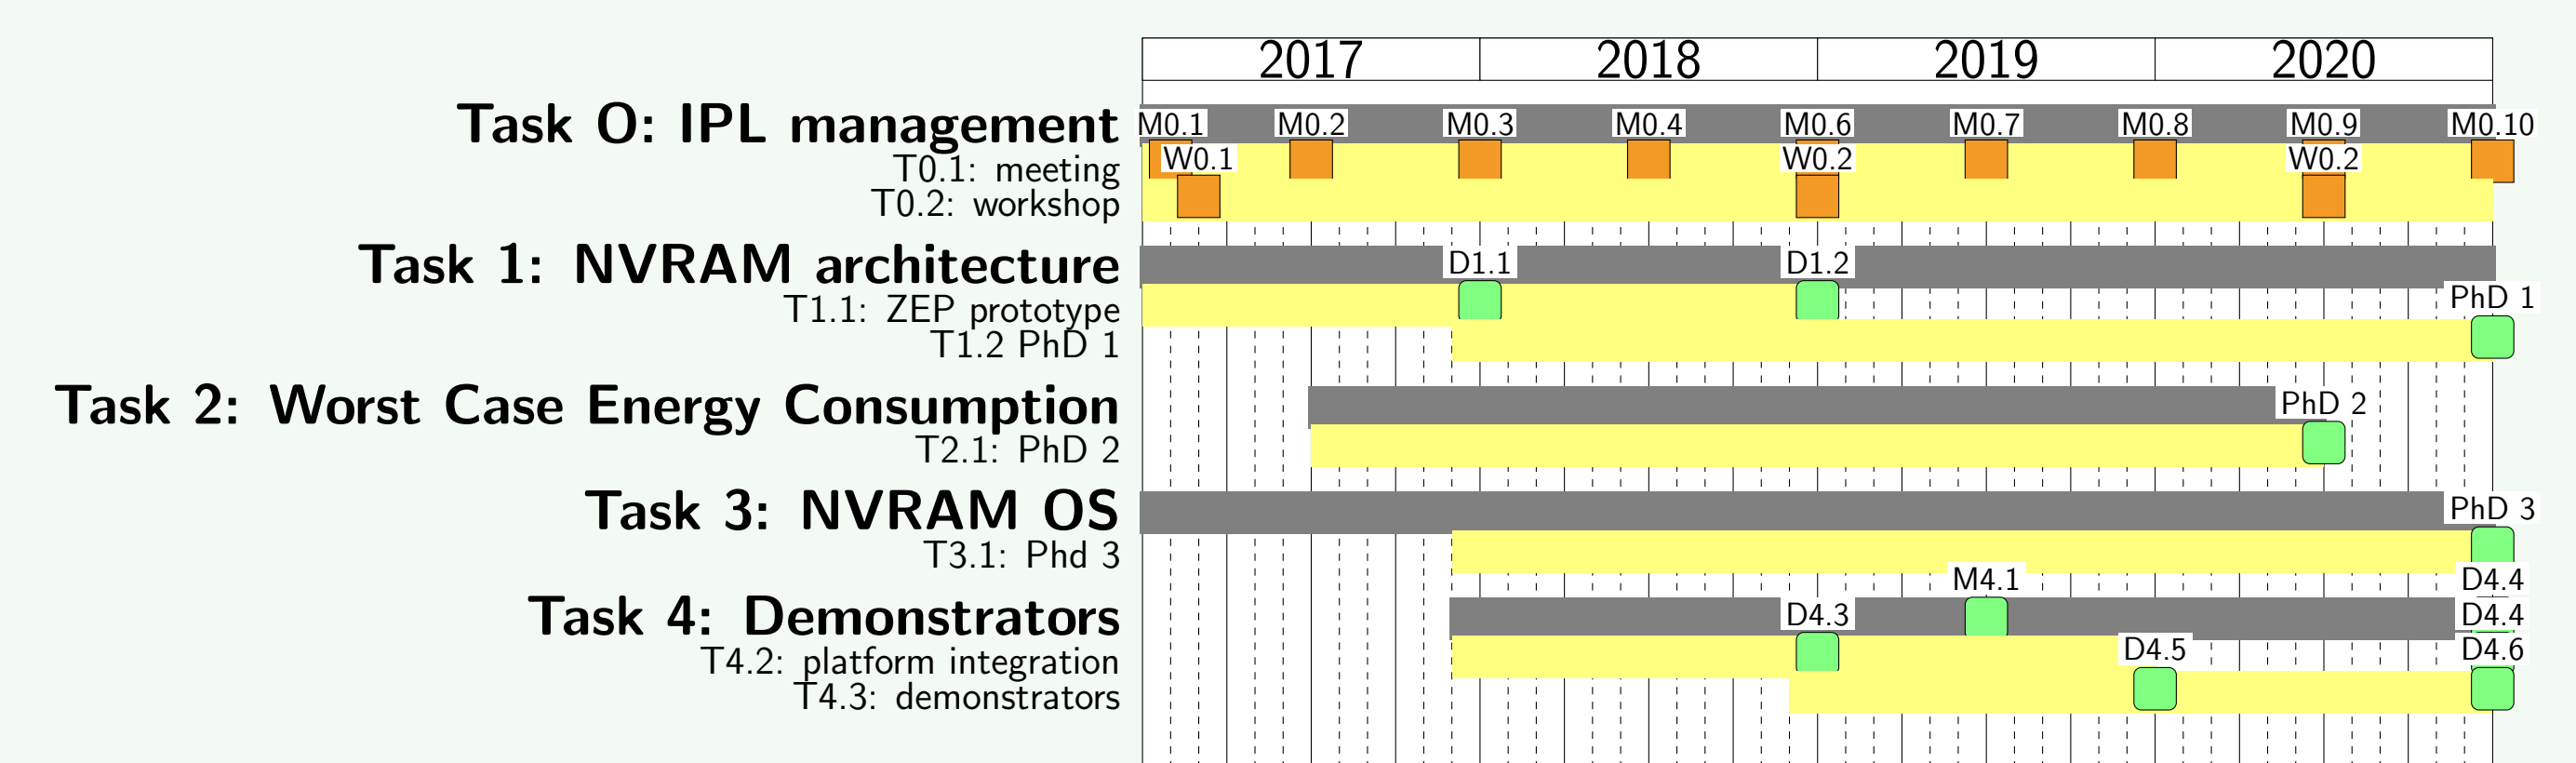 2017 2018 2019 2020
Task O: IPL management
M0.1 M0.2 M0.3 M0.4 M0.6 M0.7 M0.8 M0.9 M0.10
T0.1: meeting
W0.1 W0.2 W0.2
T0.2: workshop
Task 1: NVRAM architecture
D1.1 D1.2
T1.1: ZEP prototype
PhD 1
T1.2 PhD 1
Task 2: Worst Case Energy Consumption
PhD 2
T2.1: PhD 2
Task 3: NVRAM OS
PhD 3
T3.1: Phd 3
M4.1 D4.4
Task 4: Demonstrators
D4.3 D4.4
T4.2: platform integration
D4.5 D4.6
T4.3: demonstrators